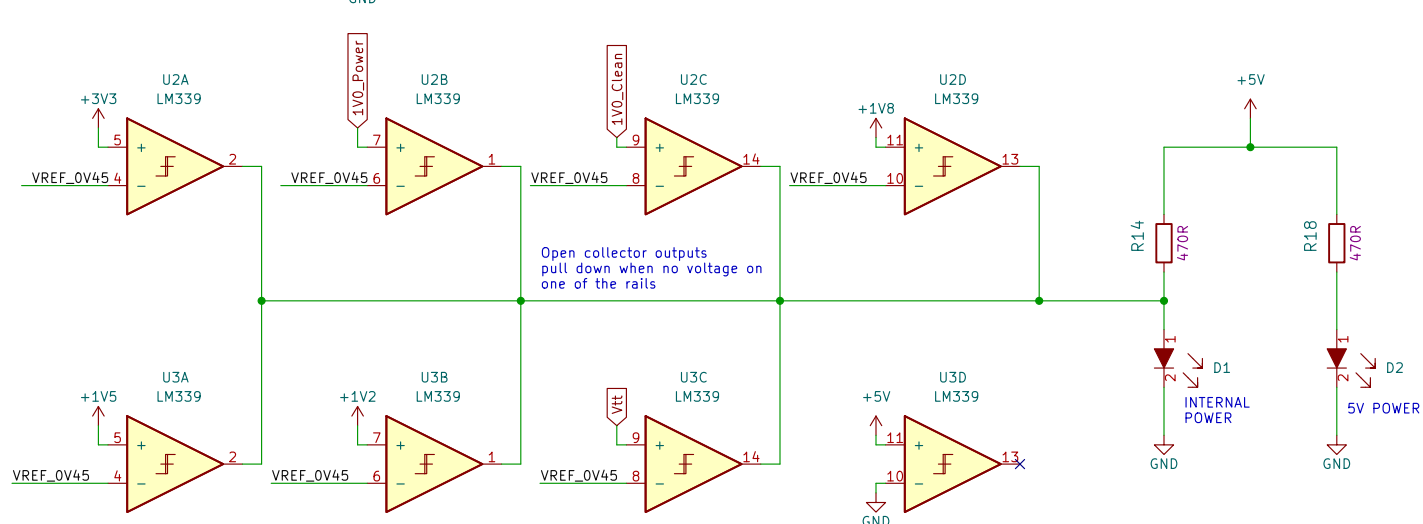 GND
U2A
LM339
+3V3
5
+
2
VREF_0V45
4
-
1V0_Power
U2B
LM339
7
+
1
VREF_0V45
6
-
1V0_Clean
U2C
LM339
9
+
14
VREF_0V45
8
-
U2D
LM339
+1V8
11
+
13
VREF_0V45
10
-
+5V
R14
470R
R18
470R
Open collector outputs
pull down when no voltage on
one of the rails
1
2
D1
INTERNAL
POWER
GND
1
2
D2
5V POWER
GND
U3A
LM339
+1V5
5
+
2
VREF_0V45
4
-
U3B
LM339
+1V2
7
+
1
VREF_0V45
6
-
Vtt
U3C
LM339
9
+
14
VREF_0V45
8
-
U3D
LM339
+5V
11
+
13
10
-
GND